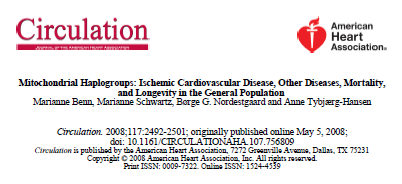 Circulation
JOURNAL OF THE AMERICAN HEART ASSOCIATION
American
Heart
Association®
Mitochondrial Haplogroups: Ischemic Cardiovascular Disease, Other Diseases, Mortality,
and Longevity in the General Population
Marianne Benn, Marianne Schwartz, Børge G. Nordestgaard and Anne Tybjærg-Hansen
Circulation. 2008;117:2492-2501; originally published online May 5, 2008;
doi: 10.1161/CIRCULATIONAHA.107.756809
Circulation is published by the American Heart Association, 7272 Greenville Avenue, Dallas, TX 75231
Copyright © 2008 American Heart Association, Inc. All rights reserved.
Print ISSN: 0009-7322. Online ISSN: 1524-4539